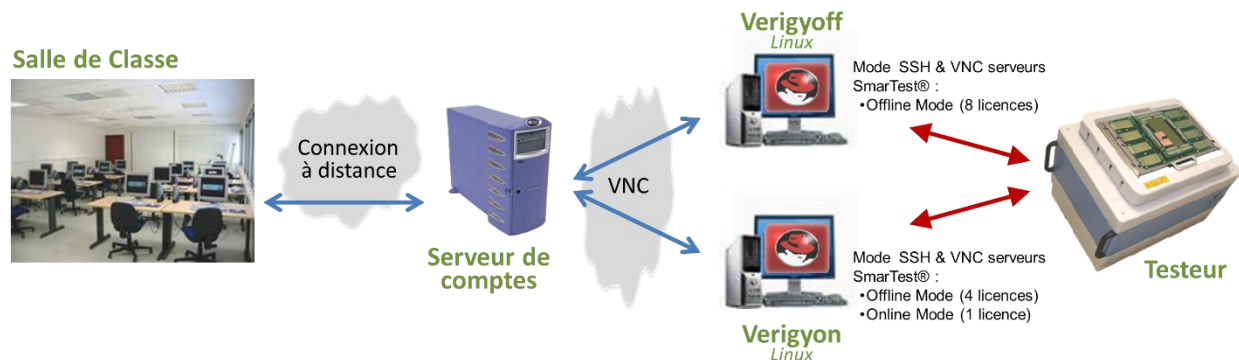 Salle de Classe
Connexion
à distance
Serveur de
comptes
VNC
Verigyoff
Linux
Mode SSH & VNC serveurs
SmarTest® :
•Offline Mode (8 licences)
Mode SSH & VNC serveurs
SmarTest® :
•Offline Mode (4 licences)
•Online Mode (1 licence)
Verigyon
Linux
Testeur